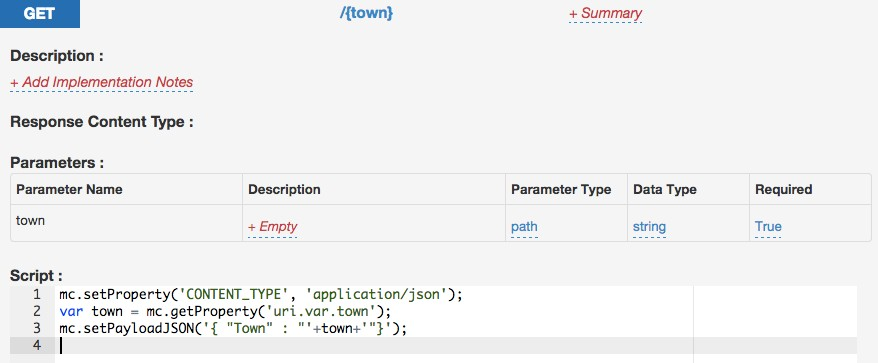 GET /{town} + Summary
Description :
+ Add Implementation Notes
Response Content Type :
Parameters :
Parameter Name Description Parameter Type Data Type Required
town + Empty path string True
Script :
1 mc.setProperty('CONTENT_TYPE', 'application/json');
2 var town = mc.getProperty('uri.var.town');
3 mc.setPayloadJSON('{ "Town" : "'+town+'"}');
4